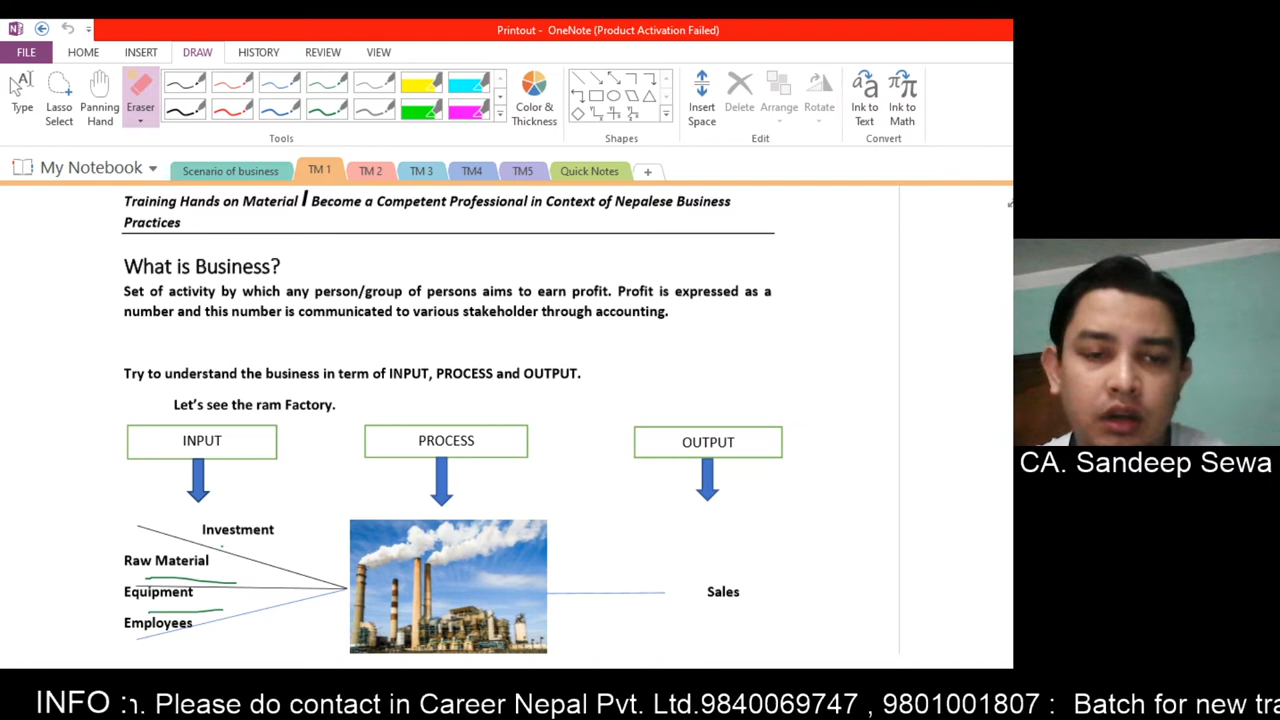 Printout - OneNote (Product Activation Failed)
FILE HOME INSERT DRAW HISTORY REVIEW VIEW
Type Lasso Select Panning Hand Eraser Color & Thickness Insert Space Delete Arrange Rotate Ink to Text Ink to Math
Tools Shapes Edit Convert
My Notebook Scenario of business TM 1 TM 2 TM 3 TM4 TM5 Quick Notes
Training Hands on Material / Become a Competent Professional in Context of Nepalese Business
Practices
What is Business?
Set of activity by which any person/group of persons aims to earn profit. Profit is expressed as a
number and this number is communicated to various stakeholder through accounting.
Try to understand the business in term of INPUT, PROCESS and OUTPUT.
Let's see the ram Factory.
INPUT PROCESS OUTPUT
Investment
Raw Material
Equipment
Sales
Employees
CA. Sandeep Sewa
INFO :n. Please do contact in Career Nepal Pvt. Ltd.9840069747 , 9801001807 : Batch for new tra